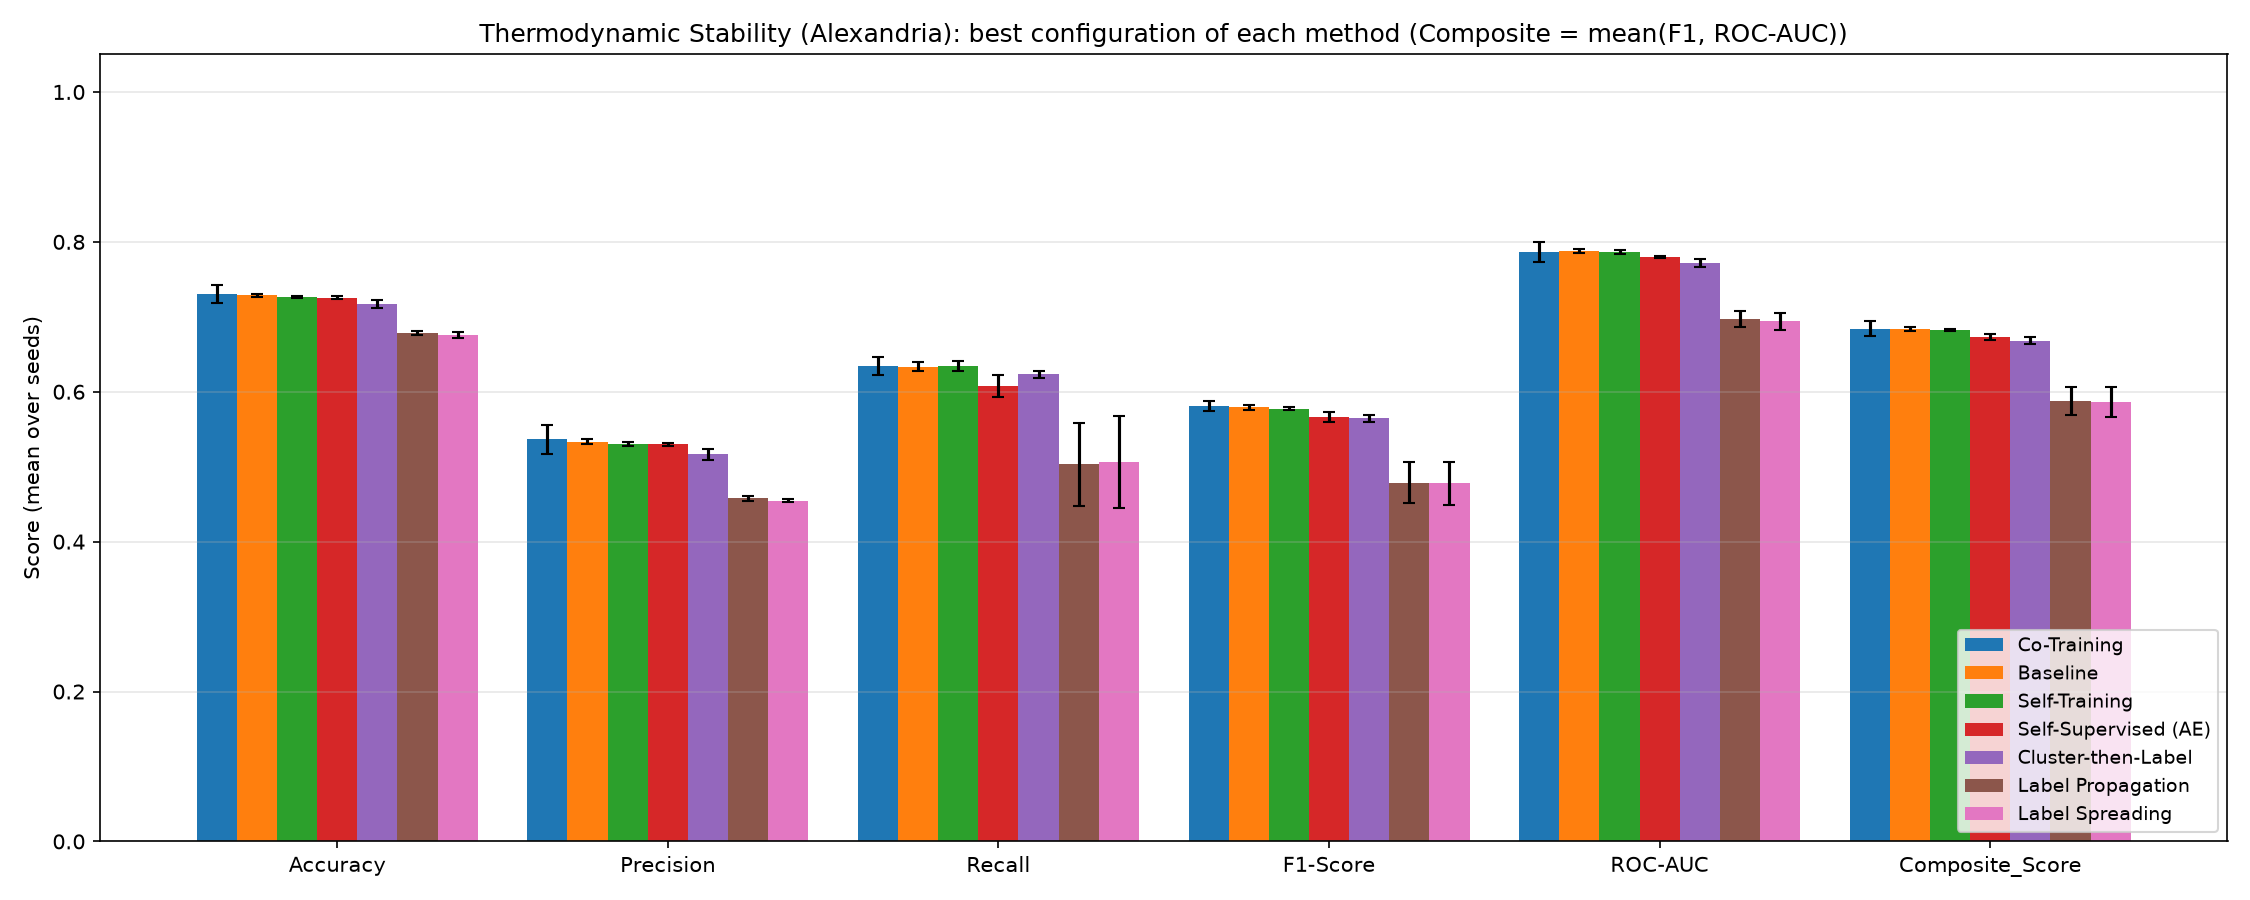 Thermodynamic Stability (Alexandria): best configuration of each method (Composite = mean(F1, ROC-AUC))
Score (mean over seeds)
1.0
0.8
0.6
0.4
0.2
0.0
Accuracy
Precision
Recall
F1-Score
ROC-AUC
Composite_Score
Co-Training
Baseline
Self-Training
Self-Supervised (AE)
Cluster-then-Label
Label Propagation
Label Spreading